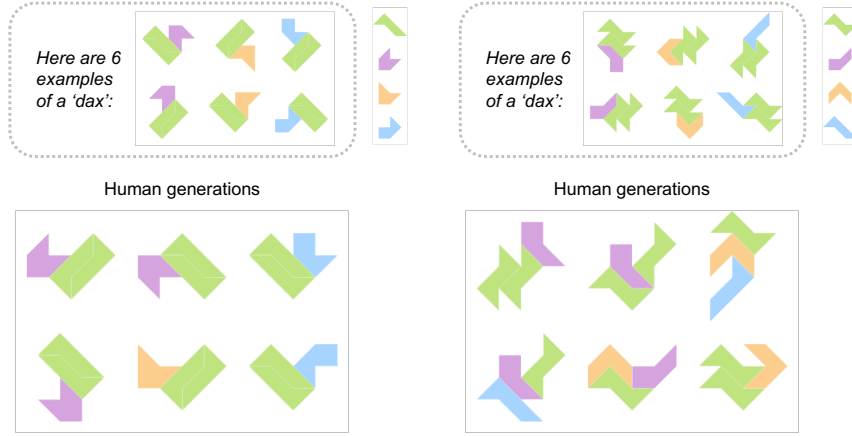 Here are 6
examples
of a ‘dax’:
Here are 6
examples
of a ‘dax’:
Human generations
Human generations